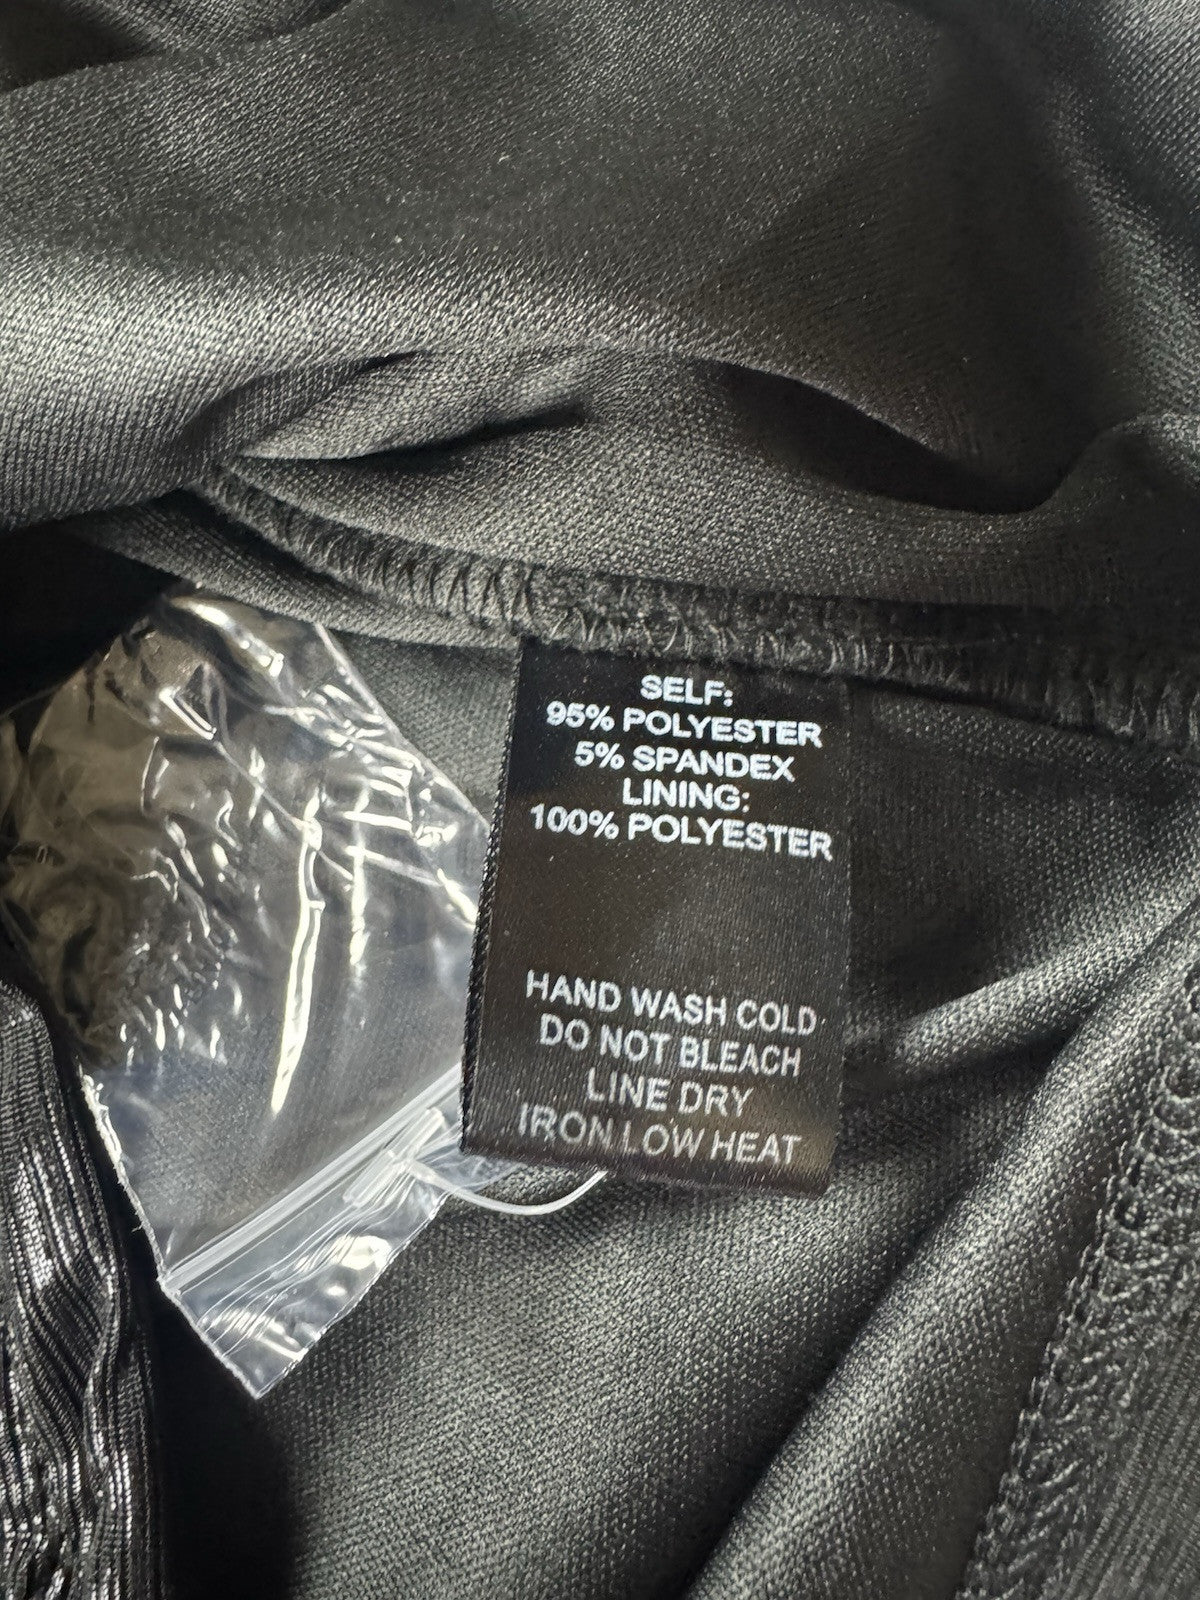 SELF:
95% POLYESTER
5% SPANDEX
LINING:
100% POLYESTER
HAND WASH COLD
DO NOT BLEACH
LINE DRY
IRON LOW HEAT